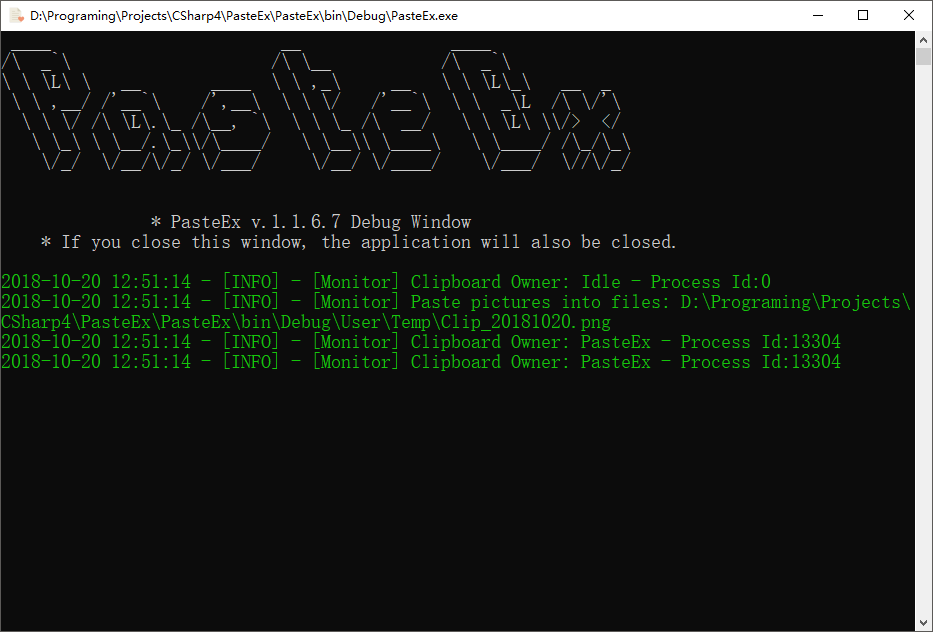 D:\Programing\Projects\CSharp4\PasteEx\PasteEx\bin\Debug\PasteEx.exe
PasteEx
* PasteEx v.1.1.6.7 Debug Window
* If you close this window, the application will also be closed.
2018-10-20 12:51:14 - [INFO] - [Monitor] Clipboard Owner: Idle - Process Id:0
2018-10-20 12:51:14 - [INFO] - [Monitor] Paste pictures into files: D:\Programing\Projects\
CSharp4\PasteEx\PasteEx\bin\Debug\User\Temp\Clip_20181020.png
2018-10-20 12:51:14 - [INFO] - [Monitor] Clipboard Owner: PasteEx - Process Id:13304
2018-10-20 12:51:14 - [INFO] - [Monitor] Clipboard Owner: PasteEx - Process Id:13304